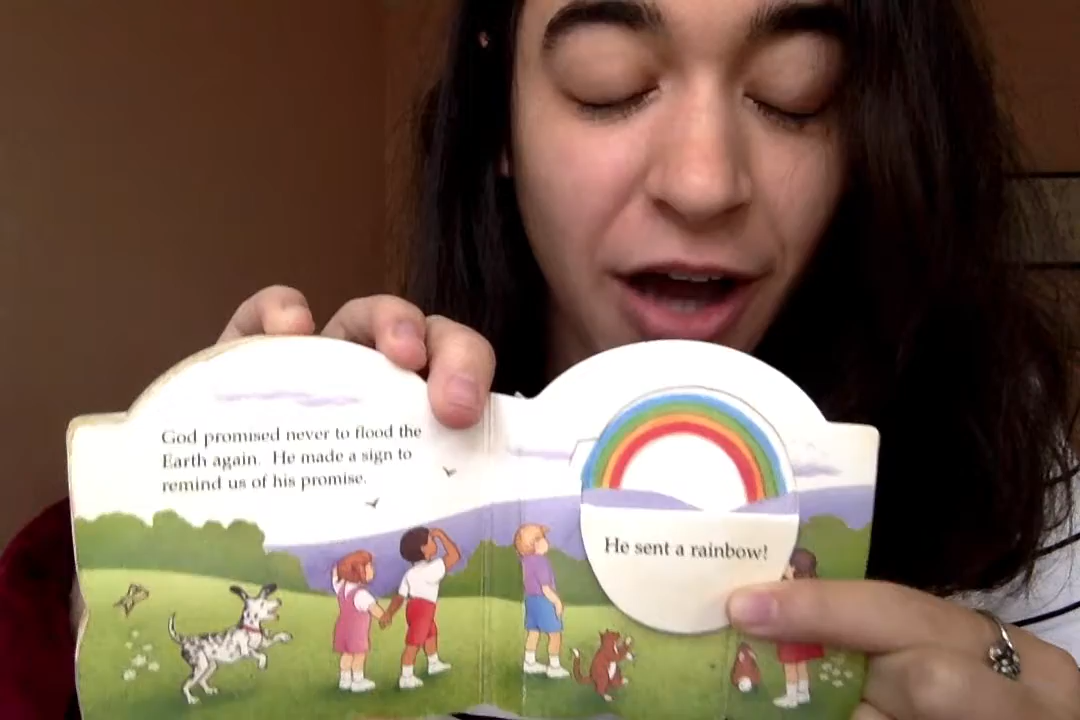 God promised never to flood the
Earth again. He made a sign to
remind us of his promise.
He sent a rainbow!